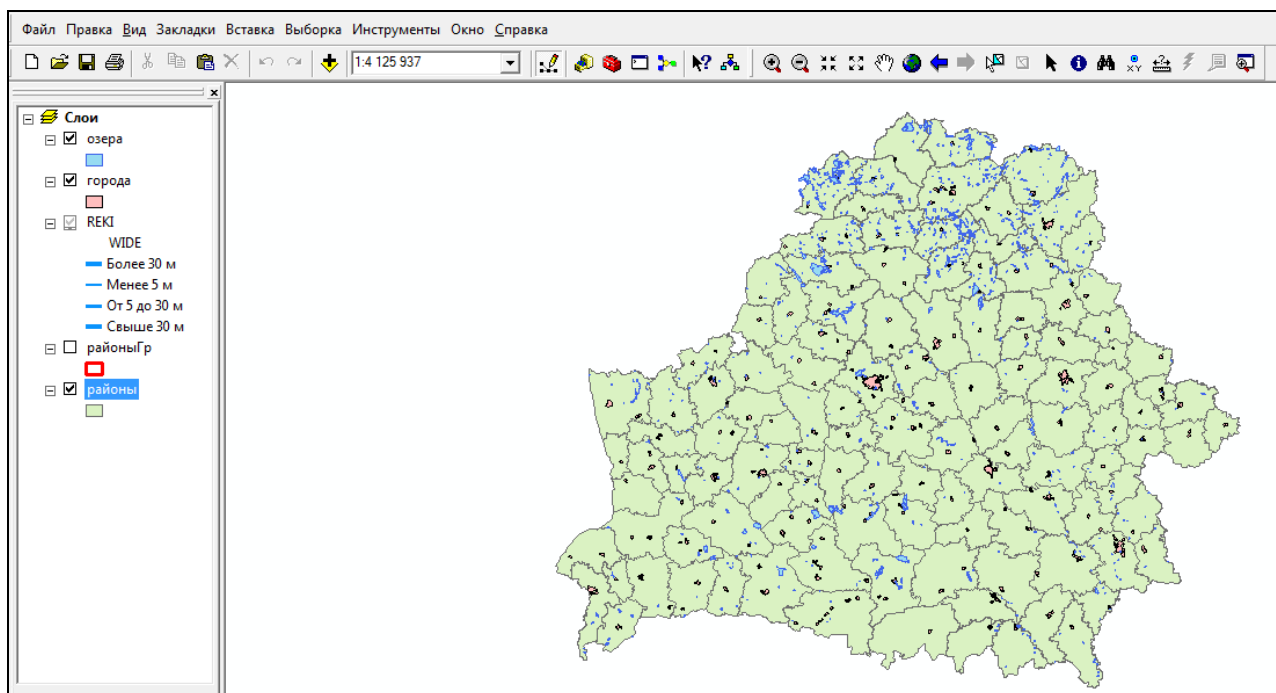 Файл Правка Вид Закладки Вставка Выборка Инструменты Окно Справка
1:4 125 937
Слои
озера
города
REKI
WIDE
Более 30 м
Менее 5 м
От 5 до 30 м
Свыше 30 м
районыГр
районы